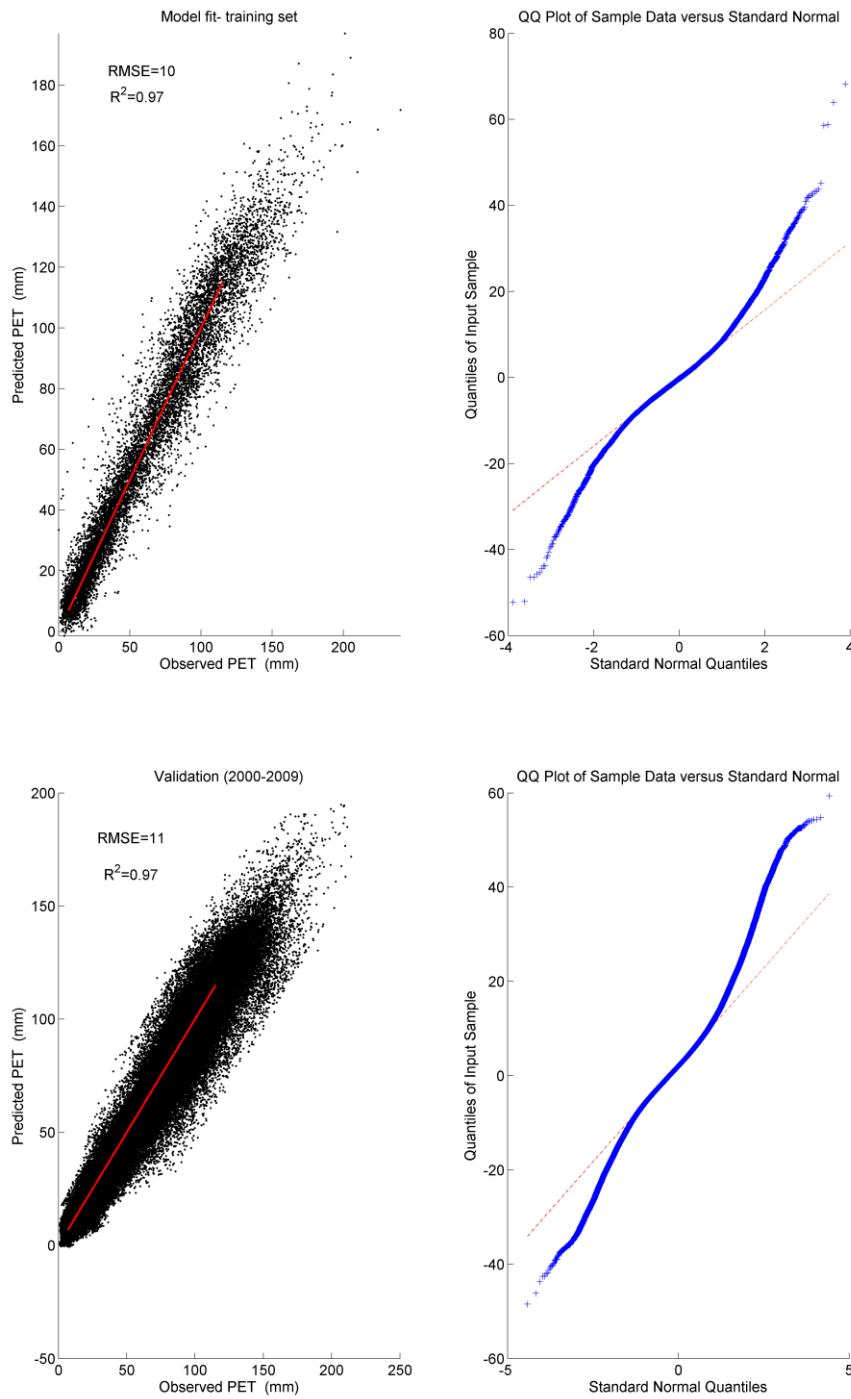 Model fit- training set
RMSE=10
R²=0.97
180
160
140
120
100
80
60
40
20
0
Predicted PET (mm)
0 50 100 150 200
Observed PET (mm)
QQ Plot of Sample Data versus Standard Normal
80
60
40
20
0
-20
-40
-60
Quantiles of Input Sample
-4 -2 0 2 4
Standard Normal Quantiles
Validation (2000-2009)
RMSE=11
R²=0.97
200
150
100
50
0
-50
Predicted PET (mm)
0 50 100 150 200 250
Observed PET (mm)
QQ Plot of Sample Data versus Standard Normal
60
40
20
0
-20
-40
-60
Quantiles of Input Sample
-5 0 5
Standard Normal Quantiles